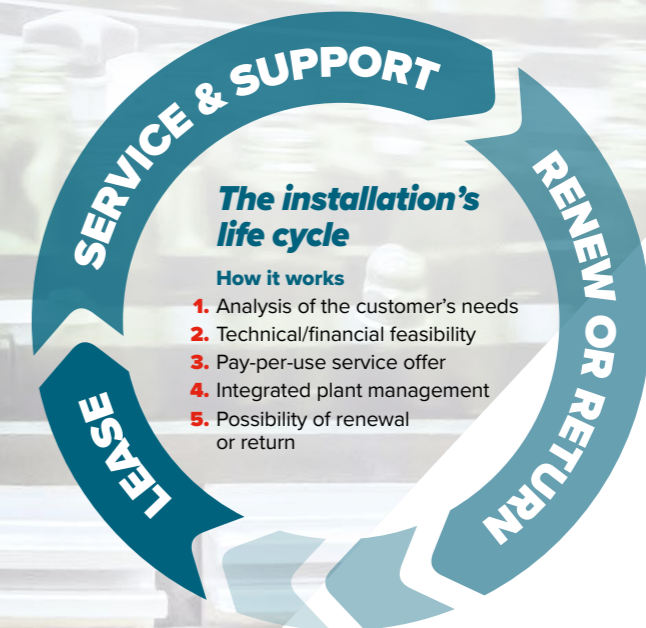 SERVICE & SUPPORT
RENEW OR RETURN
LEASE
The installation's
life cycle
How it works
1. Analysis of the customer's needs
2. Technical/financial feasibility
3. Pay-per-use service offer
4. Integrated plant management
5. Possibility of renewal
or return